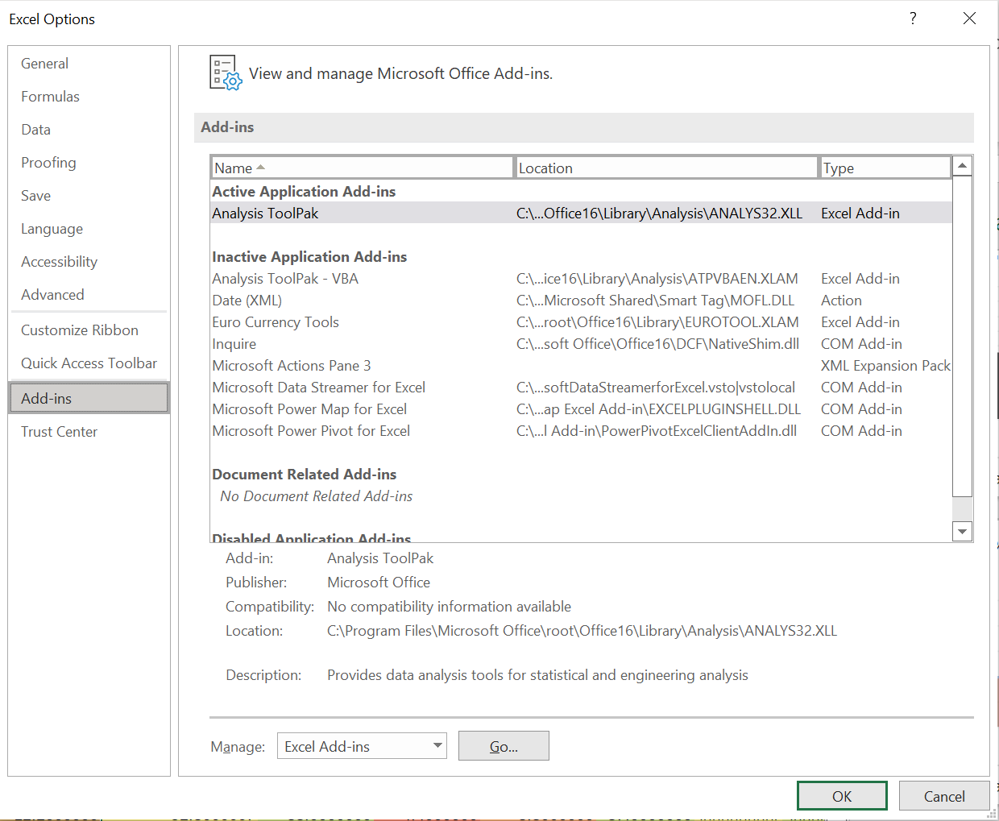 Excel Options
?
General
Formulas
Data
Proofing
Save
Language
Accessibility
Advanced
Customize Ribbon
Quick Access Toolbar
Add-ins
Trust Center
View and manage Microsoft Office Add-ins.
Add-ins
Name Location Type
Active Application Add-ins
Analysis ToolPak C:\...Office16\Library\Analysis\ANALYS32.XLL Excel Add-in
Inactive Application Add-ins
Analysis ToolPak - VBA C:\...ice16\Library\Analysis\ATPVBAEN.XLAM Excel Add-in
Date (XML) C:\...Microsoft Shared\Smart Tag\MOFL.DLL Action
Euro Currency Tools C:\...root\Office16\Library\EUROTOOL.XLAM Excel Add-in
Inquire C:\...soft Office\Office16\DCF\NativeShim.dll COM Add-in
Microsoft Actions Pane 3 XML Expansion Pack
Microsoft Data Streamer for Excel C:\...softDataStreamerforExcel.vsto|vstolocal COM Add-in
Microsoft Power Map for Excel C:\...ap Excel Add-in\EXCELPLUGINSHELL.DLL COM Add-in
Microsoft Power Pivot for Excel C:\...l Add-in\PowerPivotExcelClientAddIn.dll COM Add-in
Document Related Add-ins
No Document Related Add-ins
Disabled Application Add-ins
Add-in: Analysis ToolPak
Publisher: Microsoft Office
Compatibility: No compatibility information available
Location: C:\Program Files\Microsoft Office\root\Office16\Library\Analysis\ANALYS32.XLL
Description: Provides data analysis tools for statistical and engineering analysis
Manage: Excel Add-ins Go...
OK Cancel